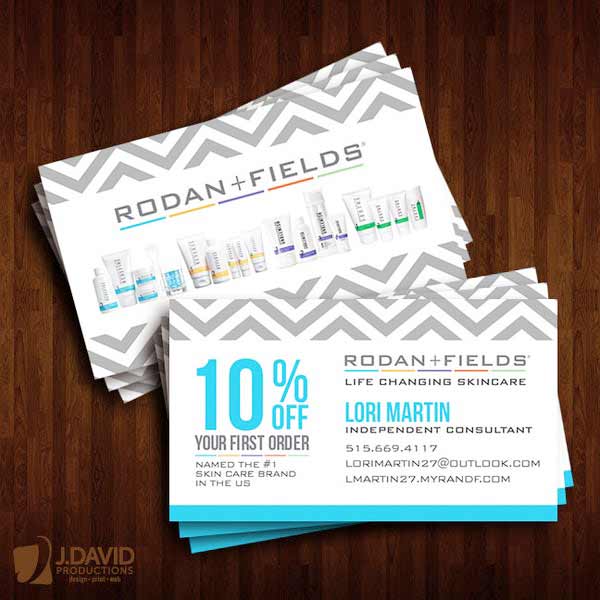 RODAN+FIELDS®
10% OFF
YOUR FIRST ORDER
NAMED THE #1
SKIN CARE BRAND
IN THE US
RODAN+FIELDS®
LIFE CHANGING SKINCARE
LORI MARTIN
INDEPENDENT CONSULTANT
515.669.4117
LORIMARTIN27@OUTLOOK.COM
LMARTIN27.MYRANDF.COM
J.DAVID
PRODUCTIONS
design • print • web